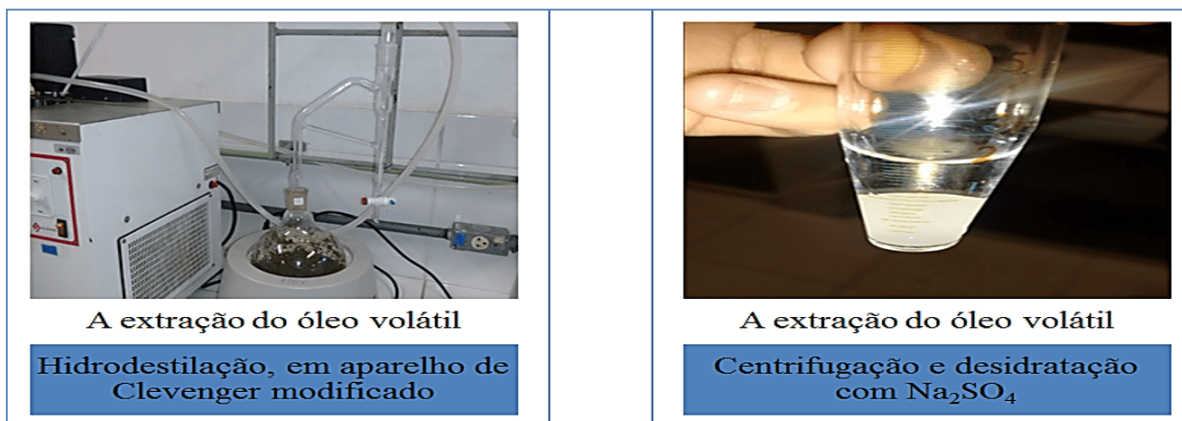 A extração do óleo volátil
Hidrodestilação, em aparelho de
Clevenger modificado
A extração do óleo volátil
Centrifugação e desidratação
com Na₂SO₄